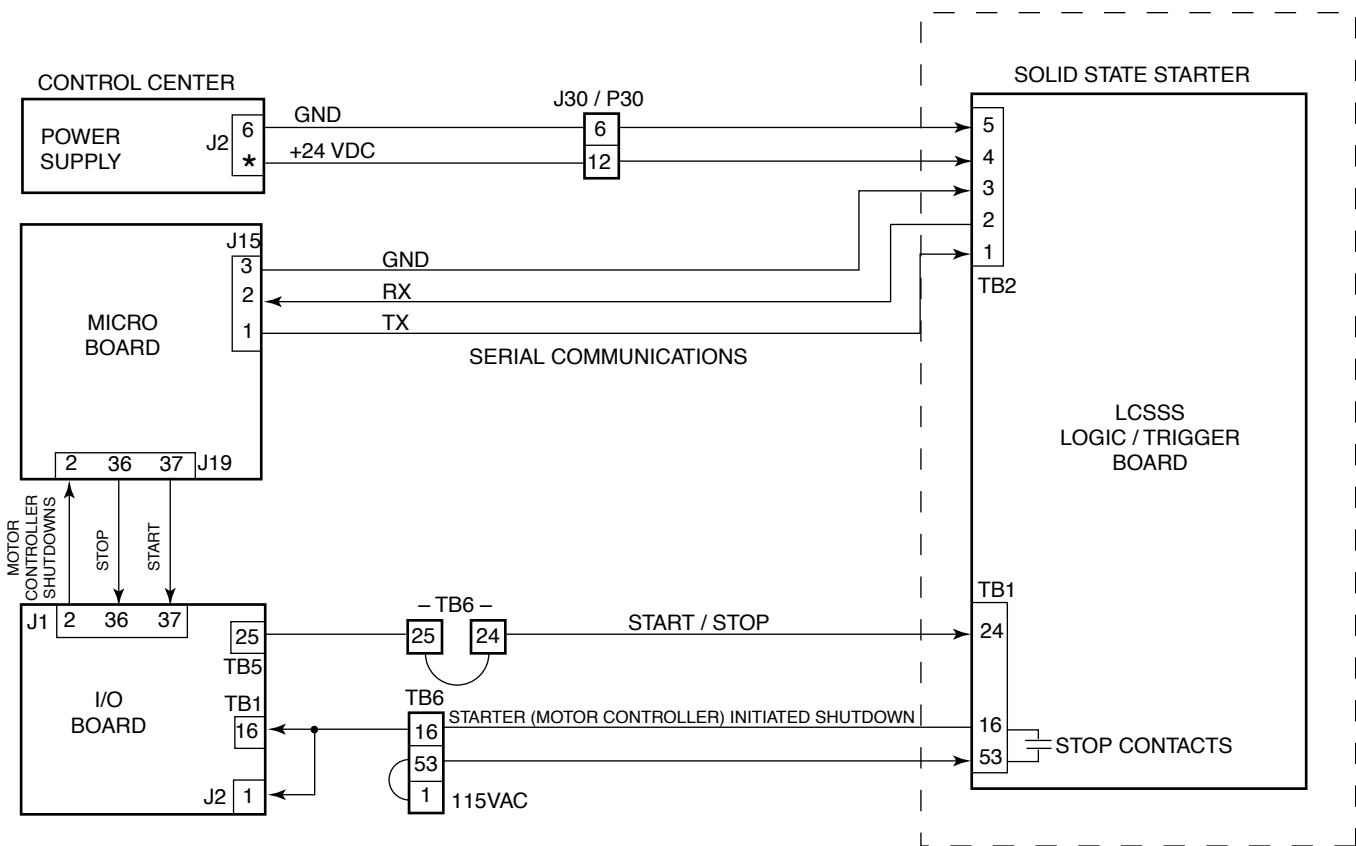 CONTROL CENTER
POWER
SUPPLY
J2
6
*
GND
+24 VDC
J30 / P30
6
12
SOLID STATE STARTER
5
4
3
2
1
TB2
MICRO
BOARD
J15
3
2
1
GND
RX
TX
SERIAL COMMUNICATIONS
2 36 37
J19
LCSSS
LOGIC / TRIGGER
BOARD
MOTOR
CONTROLLER
SHUTDOWNS
STOP
START
J1
2 36 37
I/O
BOARD
25
TB5
TB1
16
J2
1
– TB6 –
25
24
START / STOP
TB6
16
53
1
115VAC
STARTER (MOTOR CONTROLLER) INITIATED SHUTDOWN
TB1
24
16
53
STOP CONTACTS